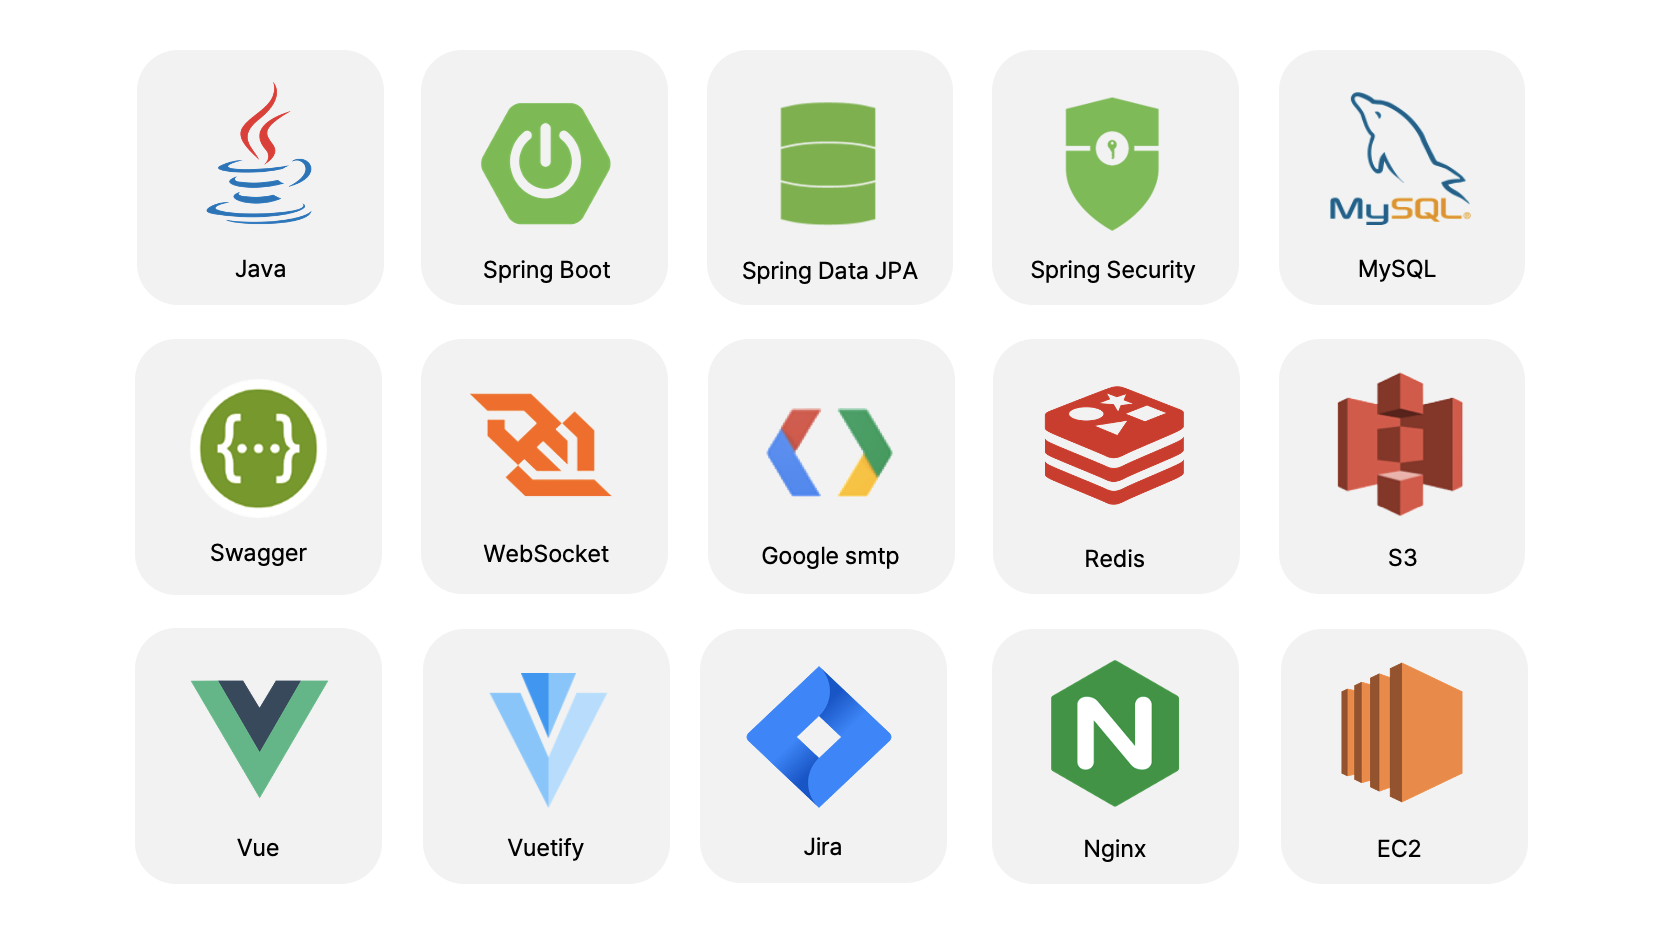 Java
Spring Boot
Spring Data JPA
Spring Security
MySQL®
MySQL
Swagger
WebSocket
Google smtp
Redis
S3
Vue
Vuetify
Jira
Nginx
EC2